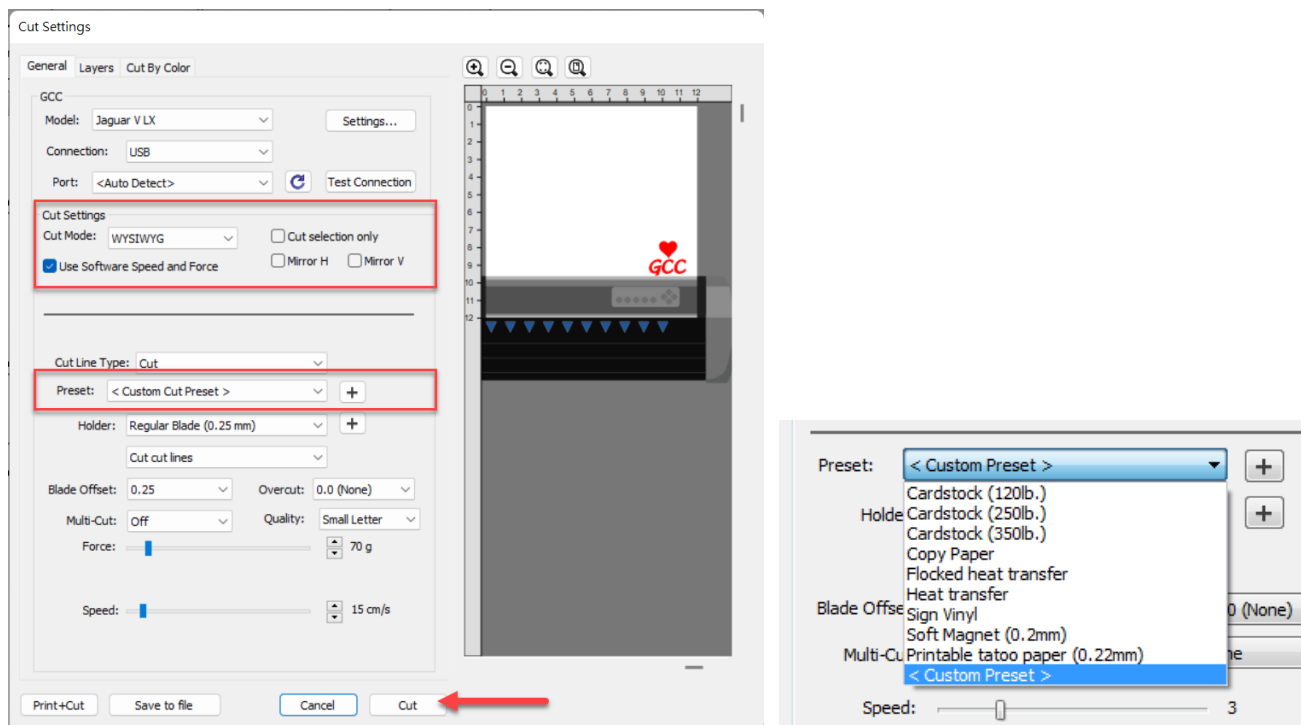 Cut Settings
General Layers Cut By Color
GCC
Model: Jaguar V LX Settings...
Connection: USB
Port: <Auto Detect> Test Connection
Cut Settings
Cut Mode: WYSIWYG Cut selection only
Use Software Speed and Force Mirror H Mirror V
Cut Line Type: Cut
Preset: < Custom Cut Preset > +
Holder: Regular Blade (0.25 mm) +
Cut cut lines
Blade Offset: 0.25 Overcut: 0.0 (None)
Multi-Cut: Off Quality: Small Letter
Force: 70 g
Speed: 15 cm/s
Print+Cut Save to file Cancel Cut
0 1 2 3 4 5 6 7 8 9 10 11 12
0
1
2
3
4
5
6
7
8
9
10
11
12
GCC
Preset: < Custom Preset > +
Cardstock (120lb.)
Holde Cardstock (250lb.) +
Cardstock (350lb.)
Copy Paper
Flocked heat transfer
Heat transfer
Blade Offse Sign Vinyl 0 (None)
Soft Magnet (0.2mm)
Multi-Cu Printable tatoo paper (0.22mm) ne
< Custom Preset >
Speed: 3